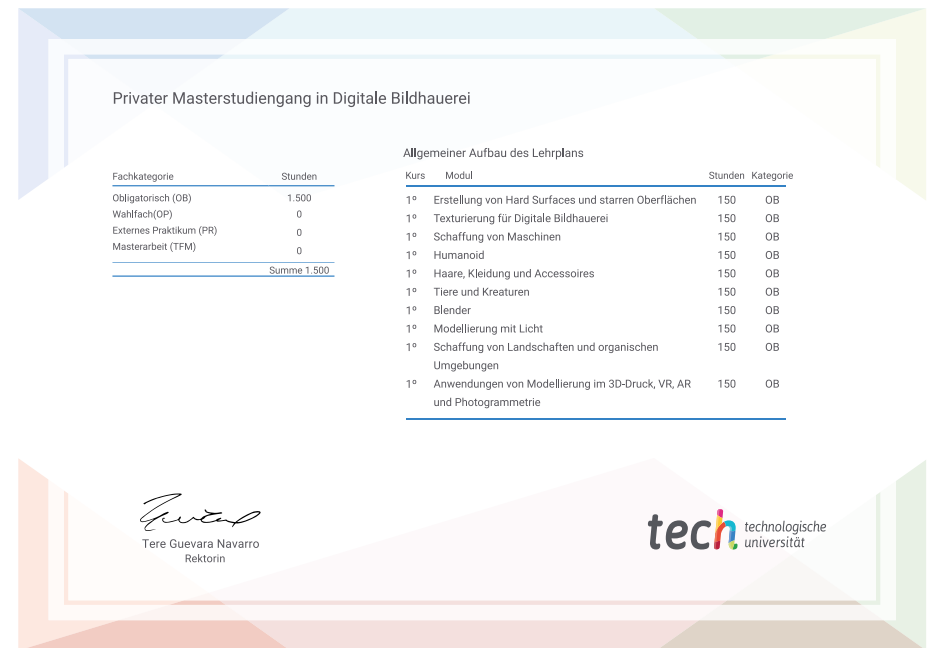 Privater Masterstudiengang in Digitale Bildhauerei
Fachkategorie Stunden
Obligatorisch (OB) 1.500
Wahlfach(OP) 0
Externes Praktikum (PR) 0
Masterarbeit (TFM) 0
Summe 1.500
Allgemeiner Aufbau des Lehrplans
Kurs Modul Stunden Kategorie
1º Erstellung von Hard Surfaces und starren Oberflächen 150 OB
1º Texturierung für Digitale Bildhauerei 150 OB
1º Schaffung von Maschinen 150 OB
1º Humanoid 150 OB
1º Haare, Kleidung und Accessoires 150 OB
1º Tiere und Kreaturen 150 OB
1º Blender 150 OB
1º Modellierung mit Licht 150 OB
1º Schaffung von Landschaften und organischen 150 OB
Umgebungen
1º Anwendungen von Modellierung im 3D-Druck, VR, AR 150 OB
und Photogrammetrie
Tere Guevara Navarro
Rektorin
tech technologische
universität